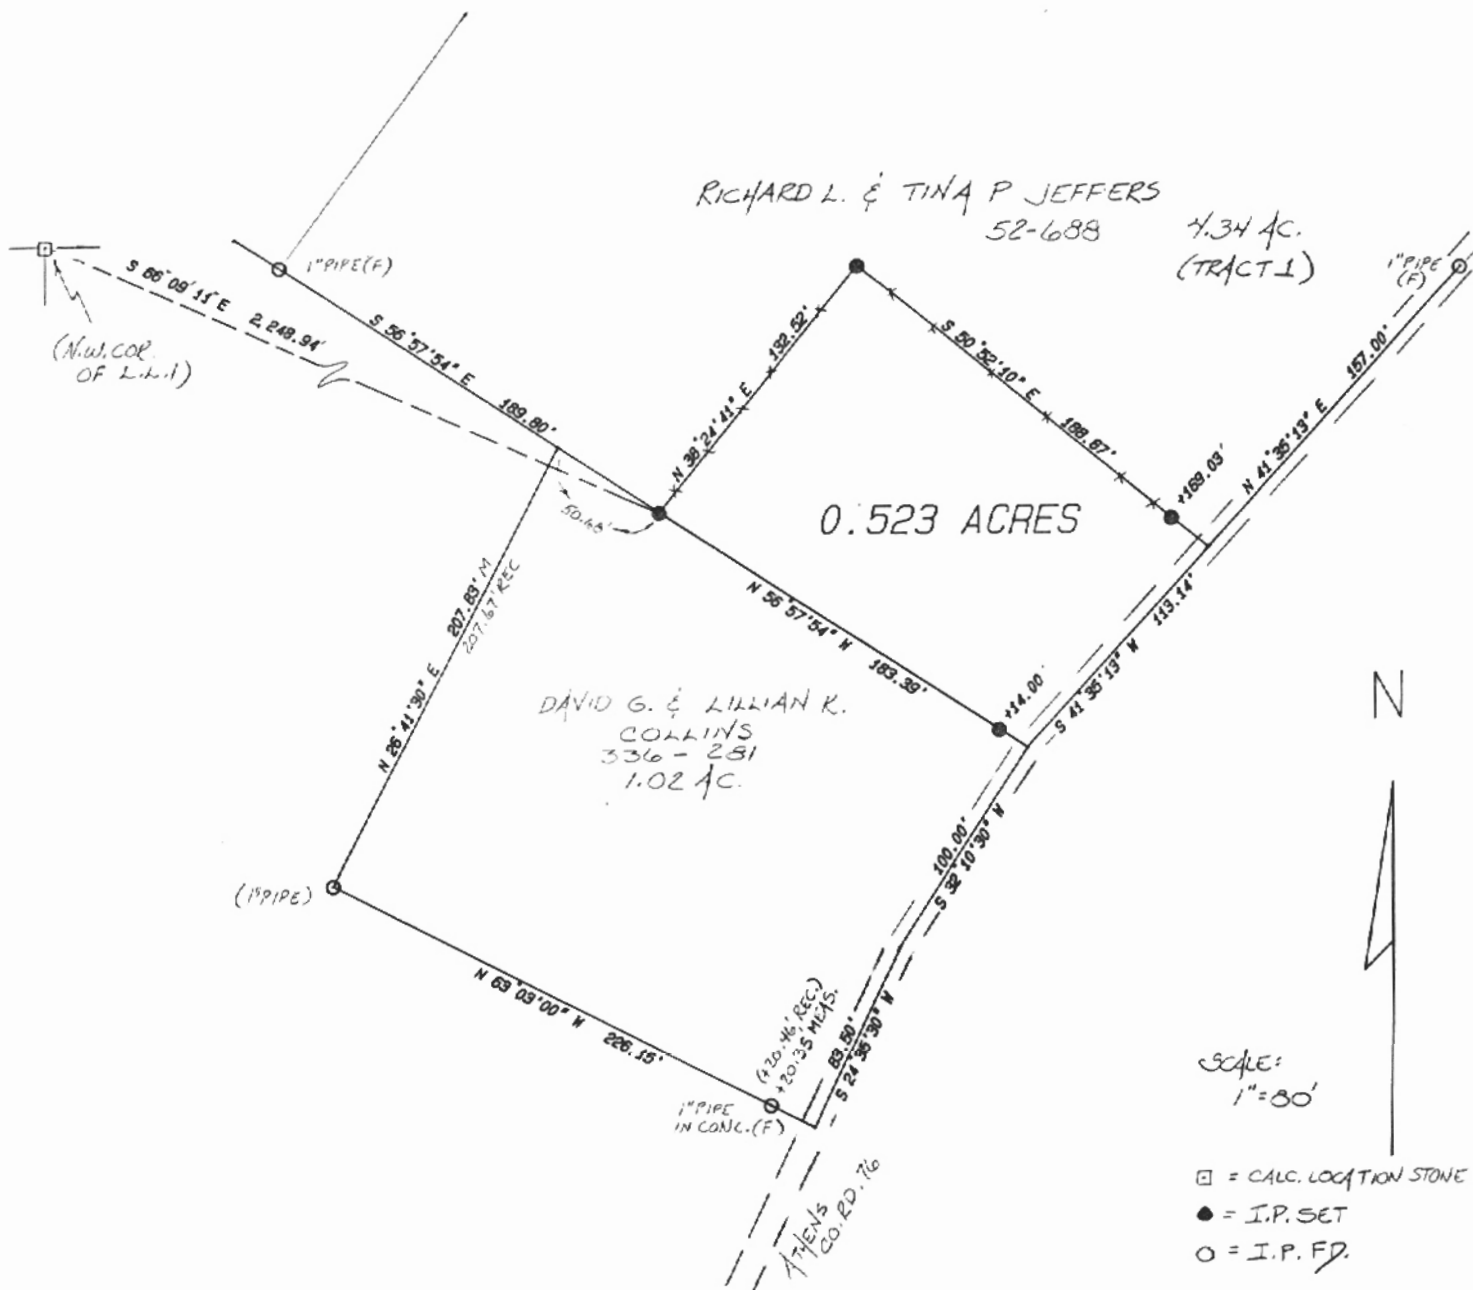 RICHARD L. & TINA P JEFFERS
52-688
4.34 AC.
(TRACT 1)
1" PIPE
(F)
1" PIPE (F)
S 66°09'11" E 2,248.94'
(N.W. COR.
OF L.L.1)
S 56°57'54" E 189.80'
N 38°24'41" E 132.52'
S 50°52'10" E 188.87'
+169.03'
N 41°35'13" E 157.00'
50.68'
0.523 ACRES
N 56°57'54" W 183.39'
+14.00'
S 41°35'13" W 113.14'
N 26°41'30" E 207.83' M
207.67' REC
DAVID G. & LILLIAN K.
COLLINS
336-281
1.02 AC.
N
100.00'
S 32°10'30" W
(1" PIPE)
N 63°03'00" W 226.15'
(+20.46' REC.)
+20.35' MEAS.
83.50'
S 24°35'30" W
1" PIPE
IN CONC. (F)
ATHENS
CO. RD. 76
SCALE:
1"=80'
= CALC. LOCATION STONE
= I.P. SET
= I.P. FD.